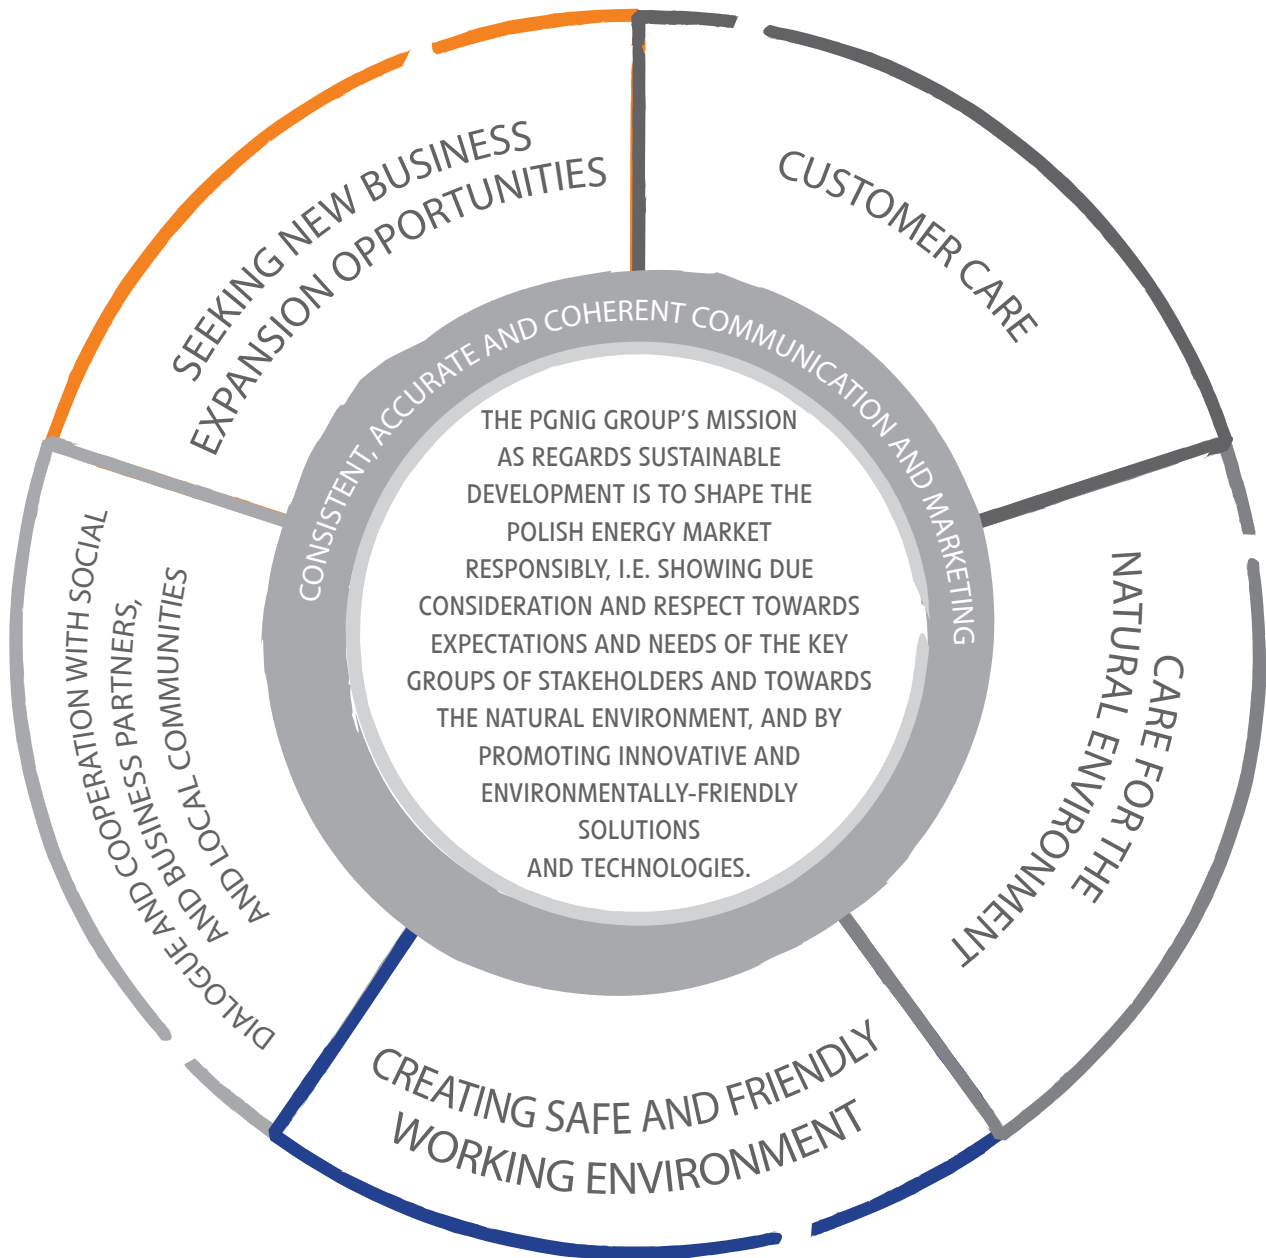 SEEKING NEW BUSINESS
EXPANSION OPPORTUNITIES
CUSTOMER CARE
CARE FOR THE
NATURAL ENVIRONMENT
CREATING SAFE AND FRIENDLY
WORKING ENVIRONMENT
DIALOGUE AND COOPERATION WITH SOCIAL
AND BUSINESS PARTNERS,
AND LOCAL COMMUNITIES
CONSISTENT, ACCURATE AND COHERENT COMMUNICATION AND MARKETING
THE PGNIG GROUP'S MISSION
AS REGARDS SUSTAINABLE
DEVELOPMENT IS TO SHAPE THE
POLISH ENERGY MARKET
RESPONSIBLY, I.E. SHOWING DUE
CONSIDERATION AND RESPECT TOWARDS
EXPECTATIONS AND NEEDS OF THE KEY
GROUPS OF STAKEHOLDERS AND TOWARDS
THE NATURAL ENVIRONMENT, AND BY
PROMOTING INNOVATIVE AND
ENVIRONMENTALLY-FRIENDLY
SOLUTIONS
AND TECHNOLOGIES.